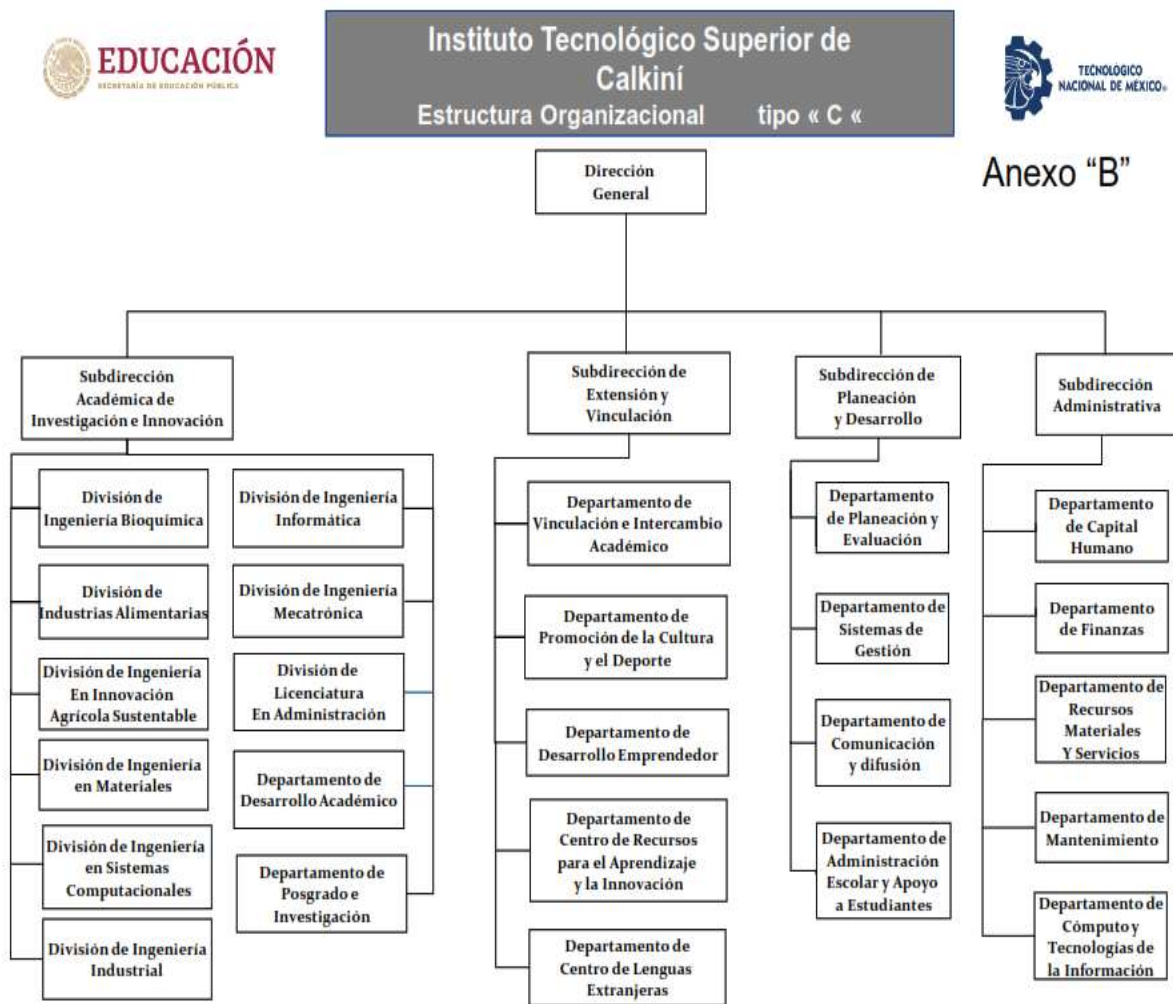 EDUCACIÓN
SECRETARÍA DE EDUCACIÓN PÚBLICA
Instituto Tecnológico Superior de
Calkiní
Estructura Organizacional tipo « C «
TECNOLÓGICO
NACIONAL DE MÉXICO®
Anexo “B”
Dirección
General
Subdirección
Académica de
Investigación e Innovación
Subdirección de
Extensión y
Vinculación
Subdirección de
Planeación
y Desarrollo
Subdirección
Administrativa
División de
Ingeniería Bioquímica
División de
Industrias Alimentarias
División de Ingeniería
En Innovación
Agrícola Sustentable
División de Ingeniería
en Materiales
División de Ingeniería
en Sistemas
Computacionales
División de Ingeniería
Industrial
División de Ingeniería
Informática
División de Ingeniería
Mecatrónica
División de
Licenciatura
En Administración
Departamento de
Desarrollo Académico
Departamento de
Posgrado e
Investigación
Departamento de
Vinculación e Intercambio
Académico
Departamento de
Promoción de la Cultura
y el Deporte
Departamento de
Desarrollo Emprendedor
Departamento de
Centro de Recursos
para el Aprendizaje
y la Innovación
Departamento de
Centro de Lenguas
Extranjeras
Departamento
de Planeación y
Evaluación
Departamento de
Sistemas de
Gestión
Departamento de
Comunicación
y difusión
Departamento de
Administración
Escolar y Apoyo
a Estudiantes
Departamento
de Capital
Humano
Departamento
de Finanzas
Departamento de
Recursos
Materiales
Y Servicios
Departamento de
Mantenimiento
Departamento de
Cómputo y
Tecnologías de
la Información